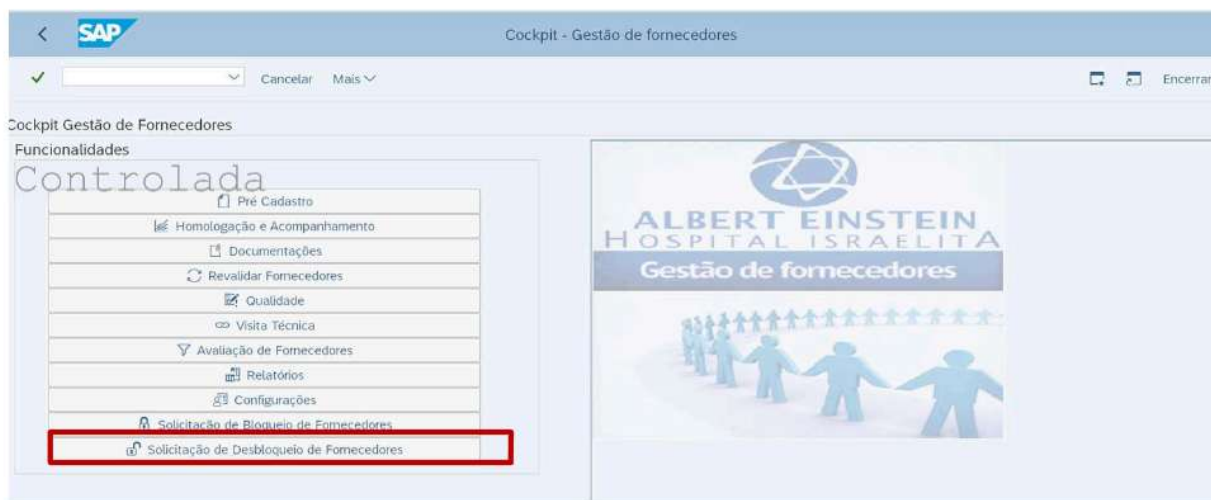 SAP
Cockpit - Gestão de fornecedores
Cancelar Mais
Encerrar
Cockpit Gestão de Fornecedores
Funcionalidades
Controlada
Pré Cadastro
Homologação e Acompanhamento
Documentações
Revalidar Fornecedores
Qualidade
Visita Técnica
Avaliação de Fornecedores
Relatórios
Configurações
Solicitação de Bloqueio de Fornecedores
Solicitação de Desbloqueio de Fornecedores
ALBERT EINSTEIN
HOSPITAL ISRAELITA
Gestão de fornecedores